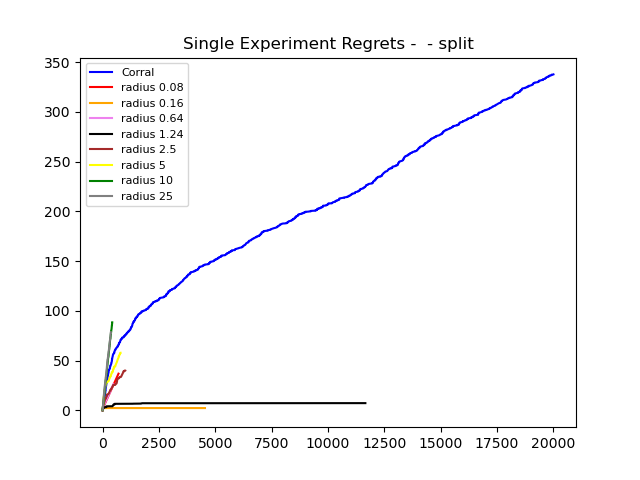 Single Experiment Regrets -  - split
350
300
250
200
150
100
50
0
Corral
radius 0.08
radius 0.16
radius 0.64
radius 1.24
radius 2.5
radius 5
radius 10
radius 25
0 2500 5000 7500 10000 12500 15000 17500 20000